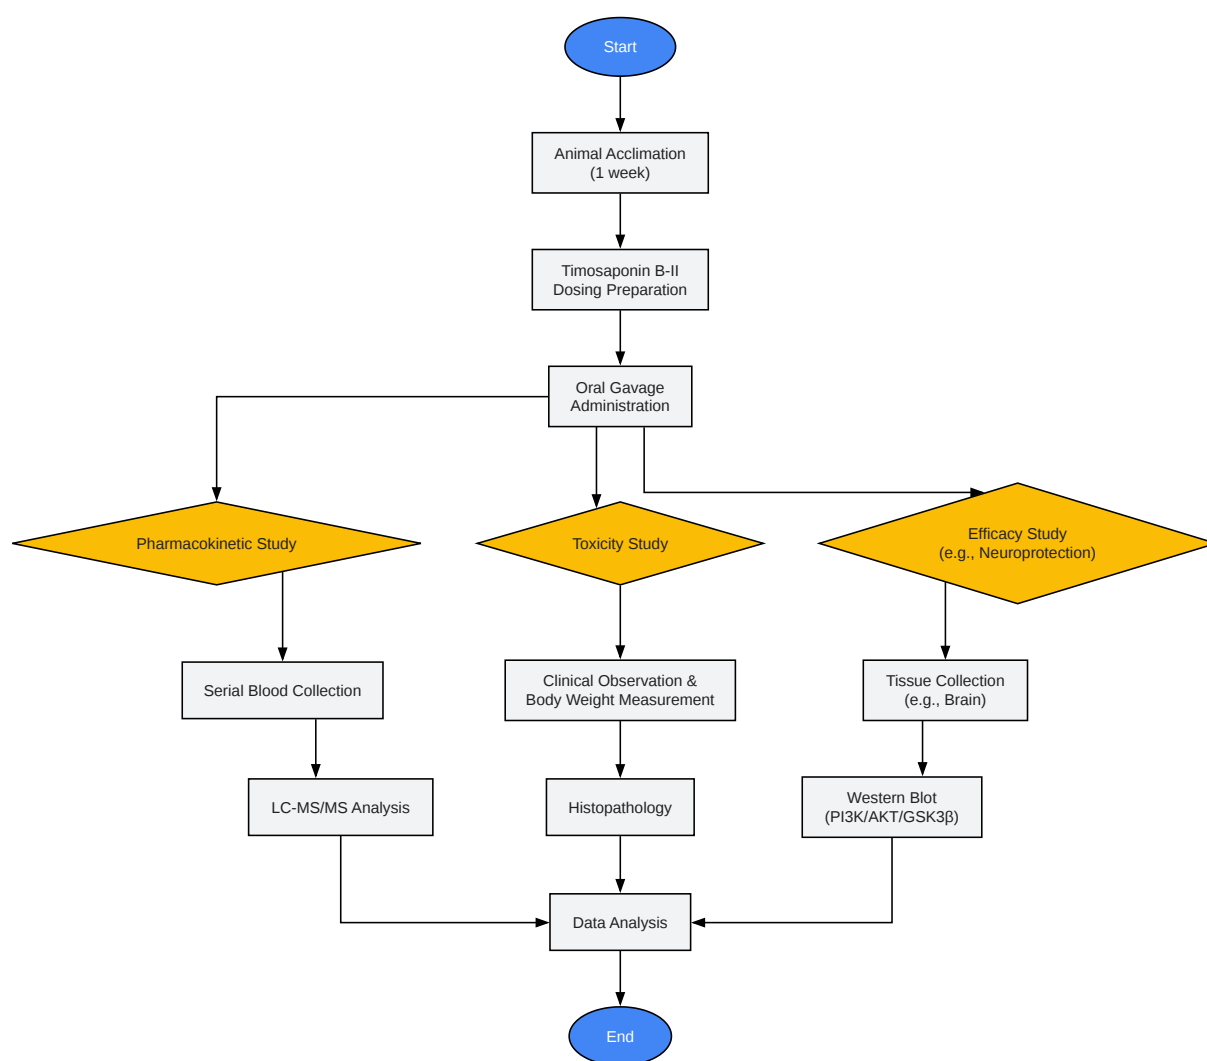 Start
Animal Acclimation
(1 week)
Timosaponin B-II
Dosing Preparation
Oral Gavage
Administration
Pharmacokinetic Study
Toxicity Study
Efficacy Study
(e.g., Neuroprotection)
Serial Blood Collection
Clinical Observation &
Body Weight Measurement
Tissue Collection
(e.g., Brain)
LC-MS/MS Analysis
Histopathology
Western Blot
(PI3K/AKT/GSK3β)
Data Analysis
End